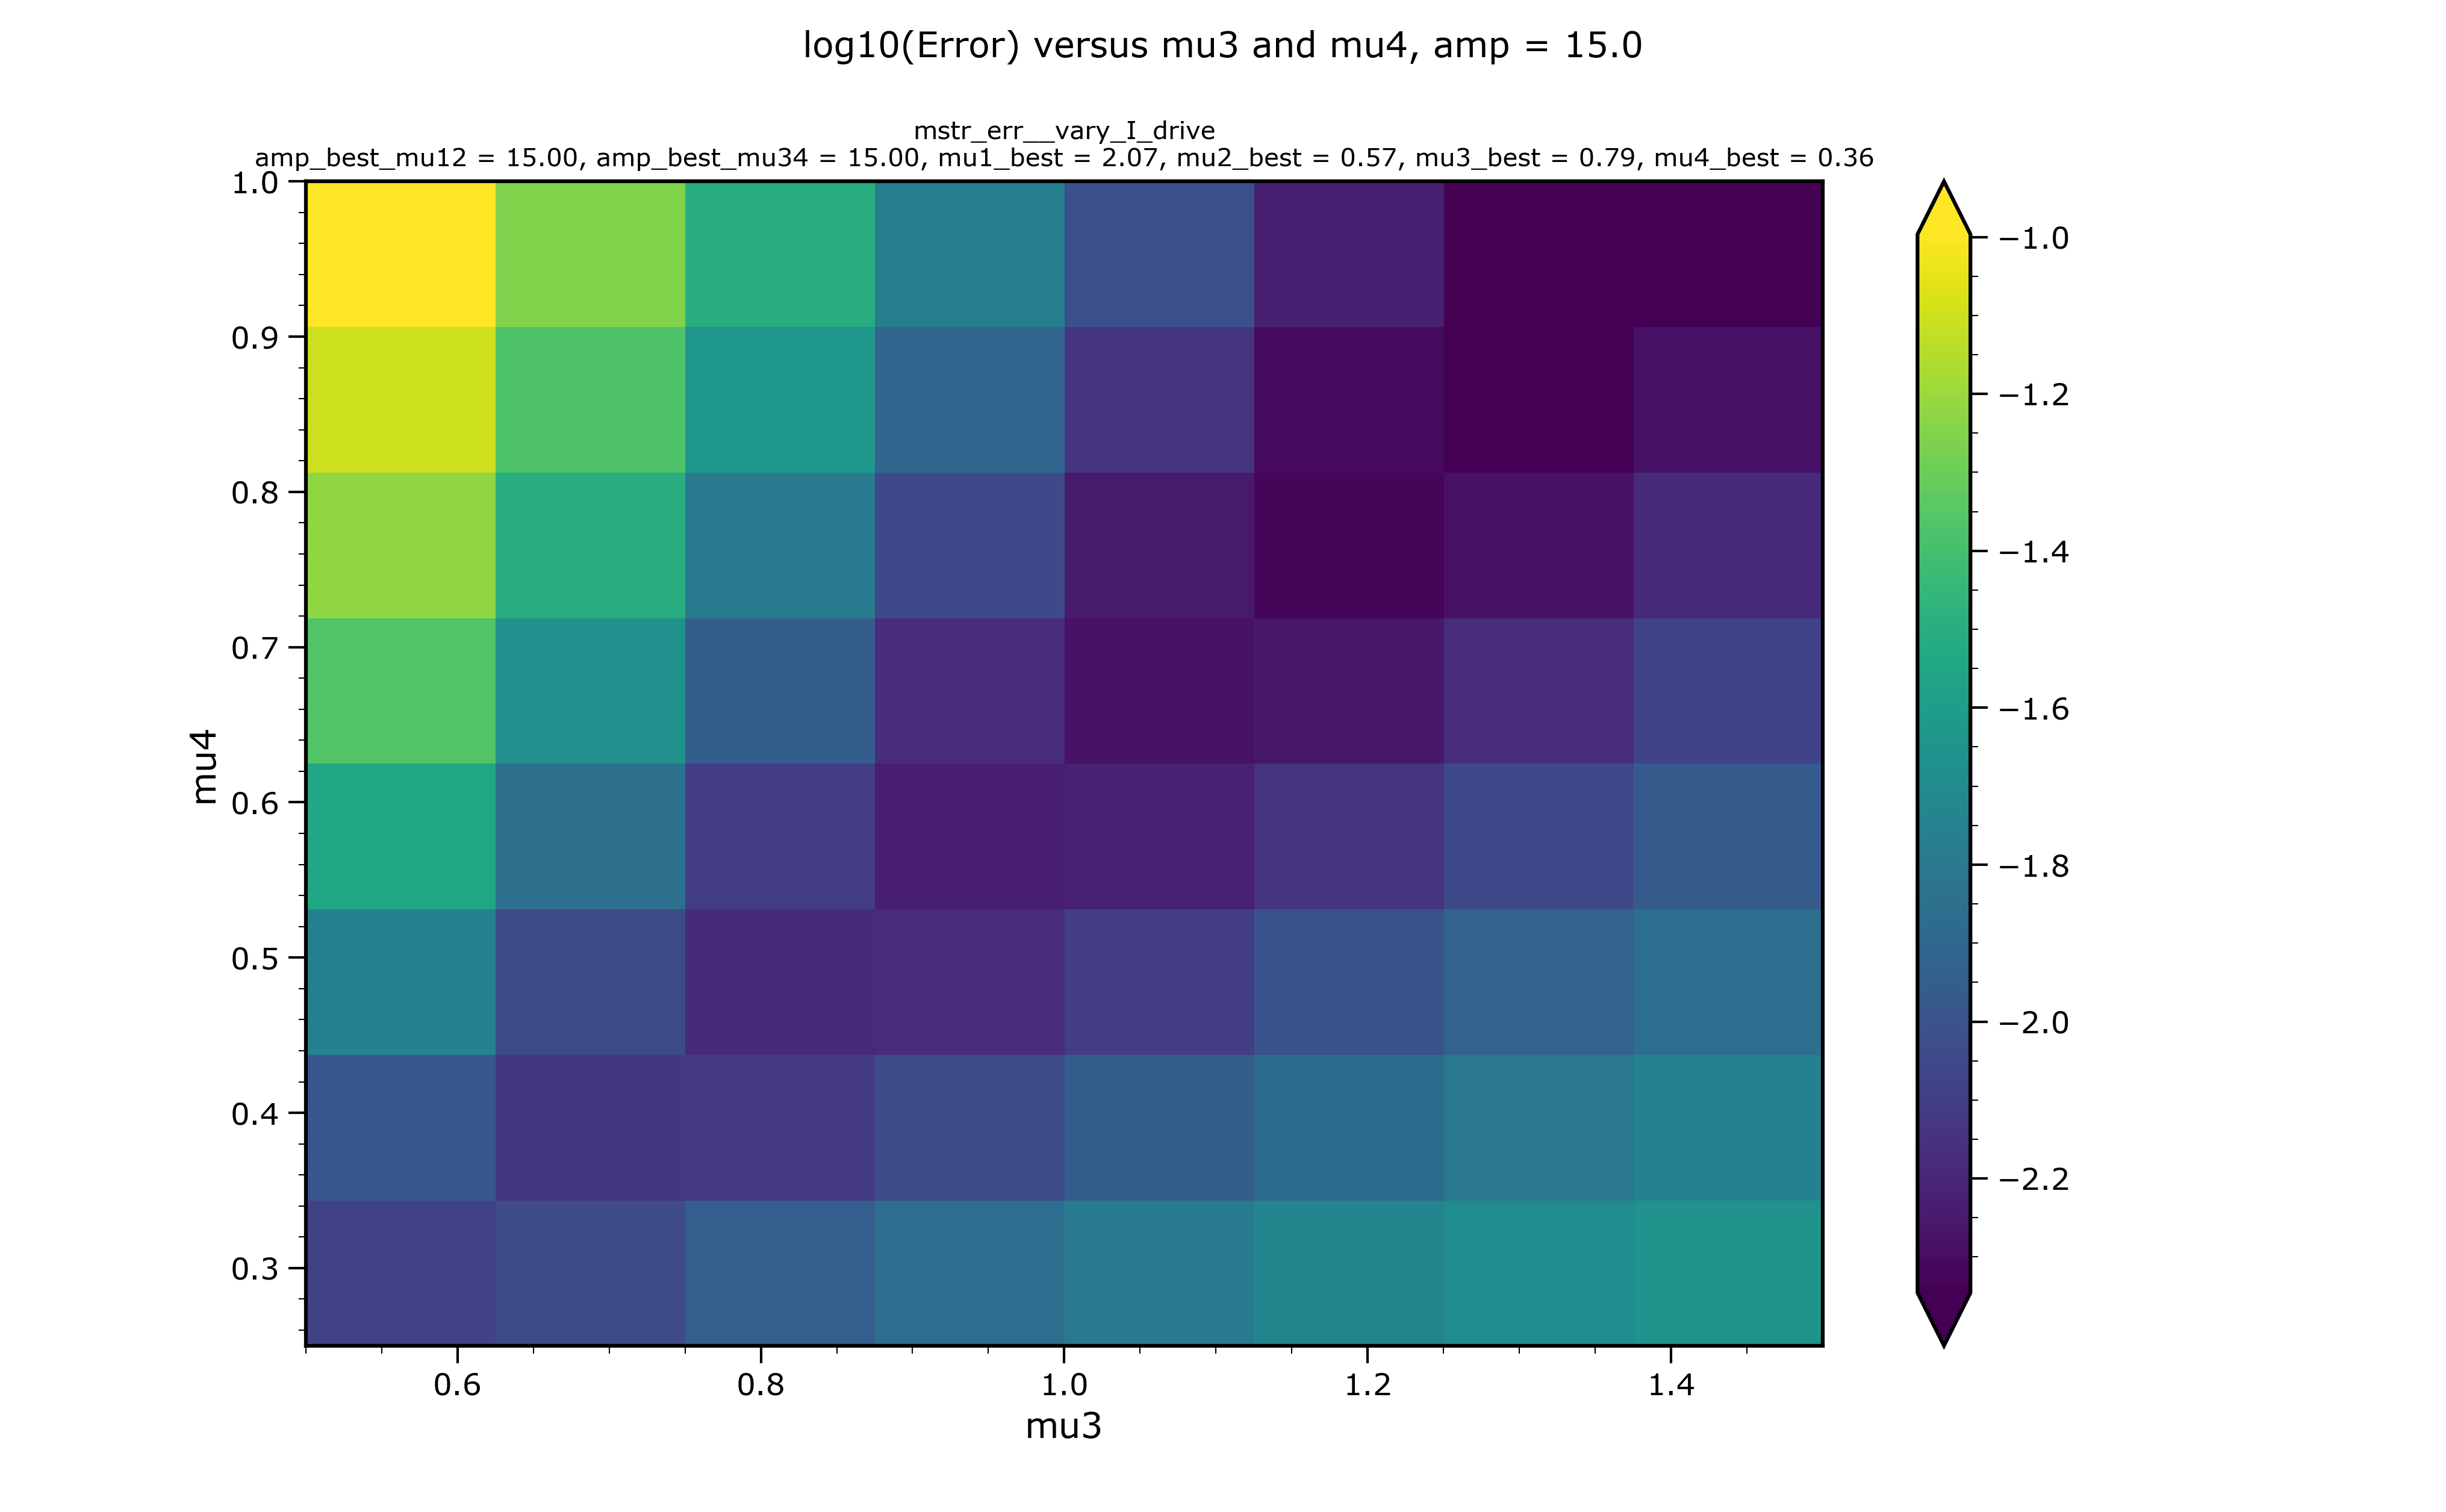 log10(Error) versus mu3 and mu4, amp = 15.0
mstr_err__vary_I_drive
amp_best_mu12 = 15.00, amp_best_mu34 = 15.00, mu1_best = 2.07, mu2_best = 0.57, mu3_best = 0.79, mu4_best = 0.36
1.0
0.9
0.8
0.7
0.6
0.5
0.4
0.3
mu4
0.6 0.8 1.0 1.2 1.4
mu3
−1.0
−1.2
−1.4
−1.6
−1.8
−2.0
−2.2